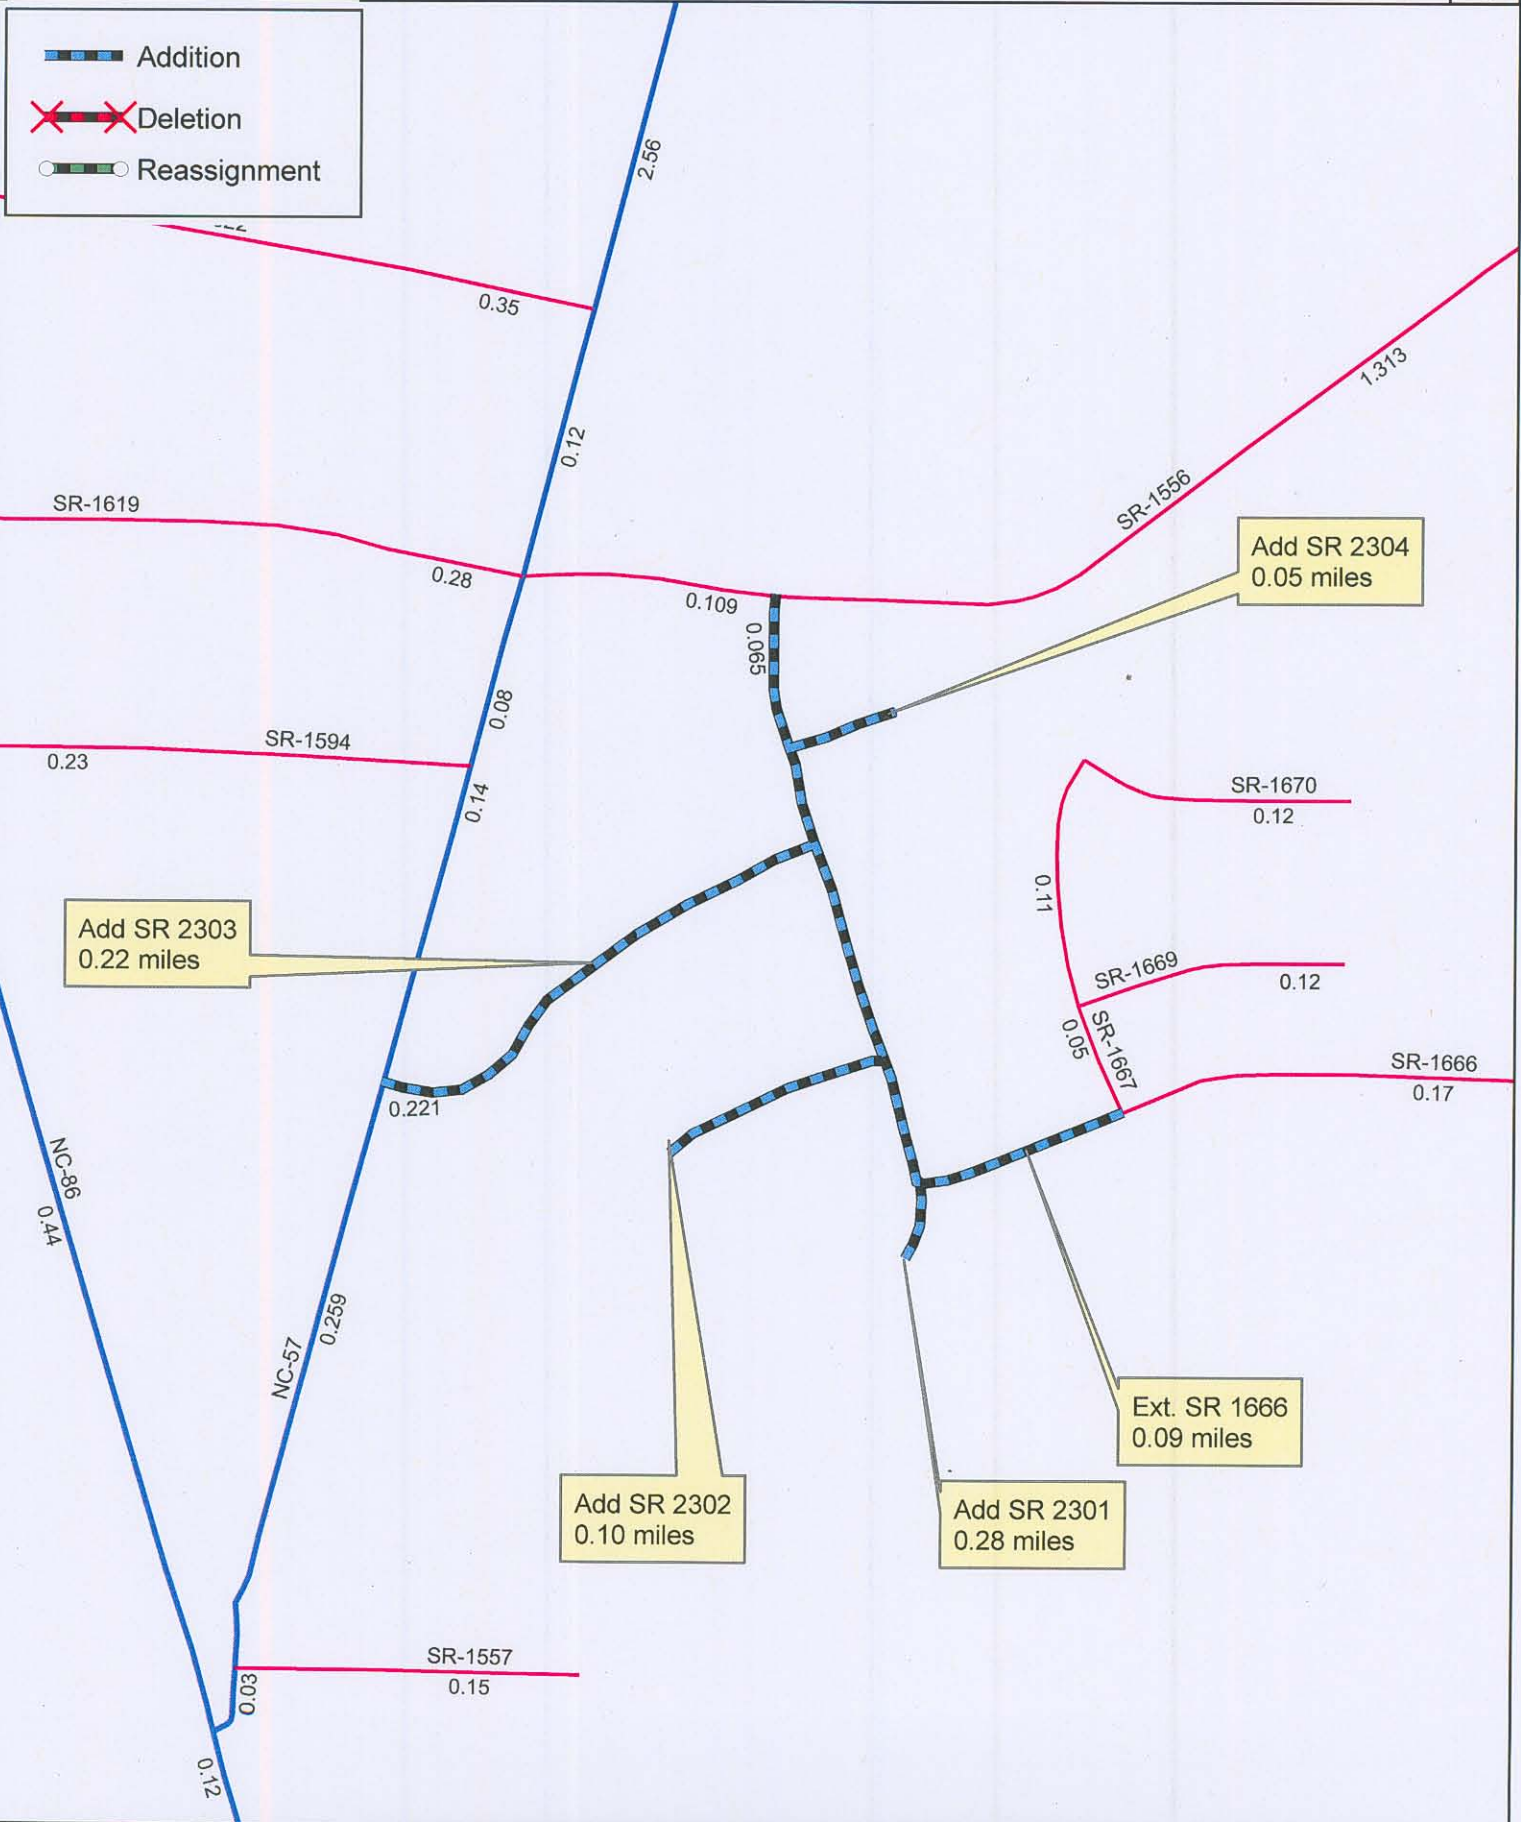 Addition
Deletion
Reassignment
2.56
0.35
0.12
1.313
SR-1619
SR-1556
Add SR 2304
0.05 miles
0.28
0.109
0.065
0.08
SR-1594
0.23
0.14
SR-1670
0.12
0.11
Add SR 2303
0.22 miles
SR-1669
0.12
0.05
SR-1667
SR-1666
0.17
0.221
NC-86
0.44
0.259
NC-57
Ext. SR 1666
0.09 miles
Add SR 2302
0.10 miles
Add SR 2301
0.28 miles
SR-1557
0.15
0.03
0.12